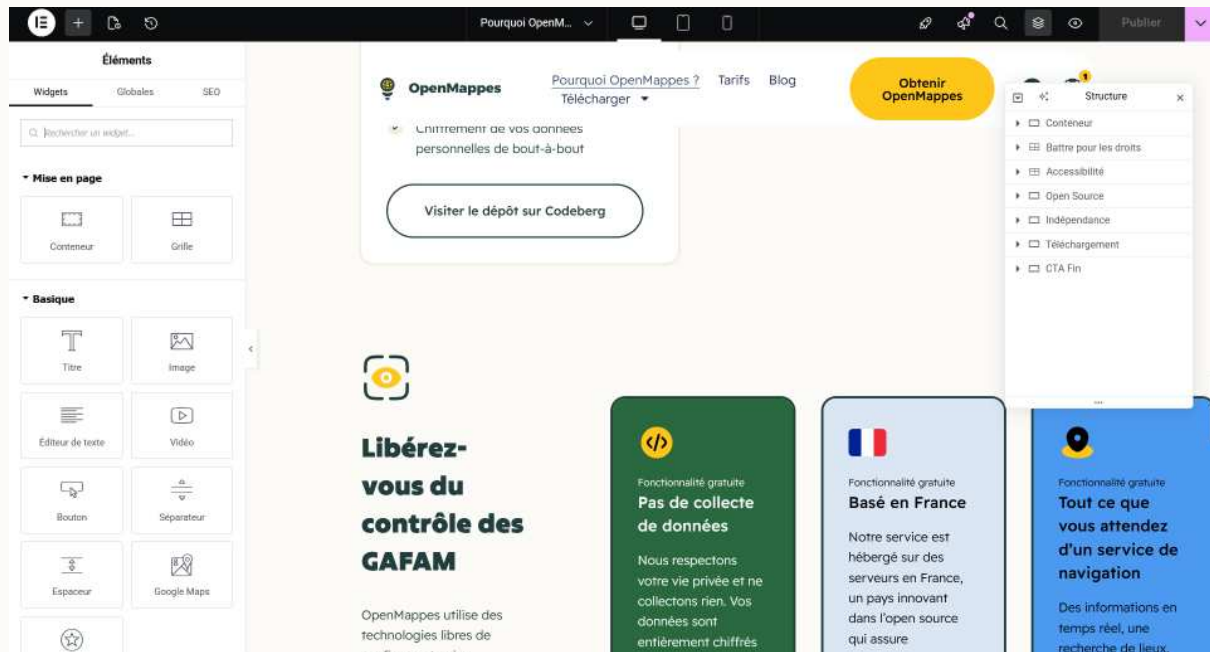 Pourquoi OpenM...
Publier
Éléments
Widgets
Globales
SEO
Rechercher un widget...
Mise en page
Conteneur
Grille
Basique
Titre
Image
Éditeur de texte
Vidéo
Bouton
Séparateur
Espaceur
Google Maps
OpenMappes
Pourquoi OpenMappes ?
Tarifs
Blog
Télécharger
Obtenir
OpenMappes
1
Chiffrement de vos données
personnelles de bout-à-bout
Visiter le dépôt sur Codeberg
Structure
Conteneur
Battre pour les droits
Accessibilité
Open Source
Indépendance
Téléchargement
CTA Fin
Libérez-
vous du
contrôle des
GAFAM
OpenMappes utilise des
technologies libres de
Fonctionnalité gratuite
Pas de collecte
de données
Nous respectons
votre vie privée et ne
collectons rien. Vos
données sont
entièrement chiffrés
Fonctionnalité gratuite
Basé en France
Notre service est
hébergé sur des
serveurs en France,
un pays innovant
dans l'open source
qui assure
Fonctionnalité gratuite
Tout ce que
vous attendez
d'un service de
navigation
Des informations en
temps réel, une
recherche de lieux,